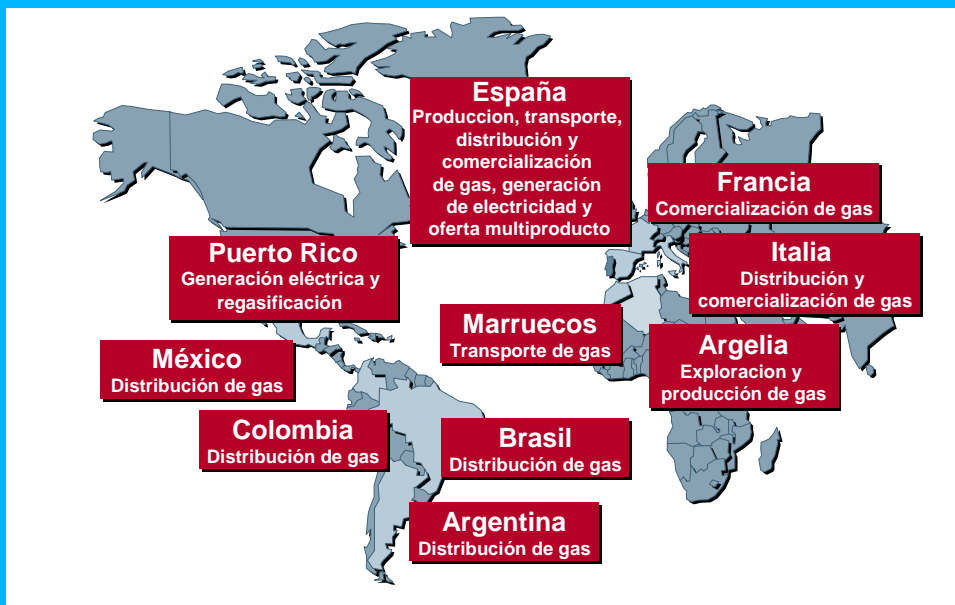 España
Produccion, transporte,
distribución y
comercialización
de gas, generación
de electricidad y
oferta multiproducto
Francia
Comercialización de gas
Puerto Rico
Generación eléctrica y
regasificación
Italia
Distribución y
comercialización de gas
Marruecos
Transporte de gas
Argelia
Exploracion y
producción de gas
México
Distribución de gas
Colombia
Distribución de gas
Brasil
Distribución de gas
Argentina
Distribución de gas